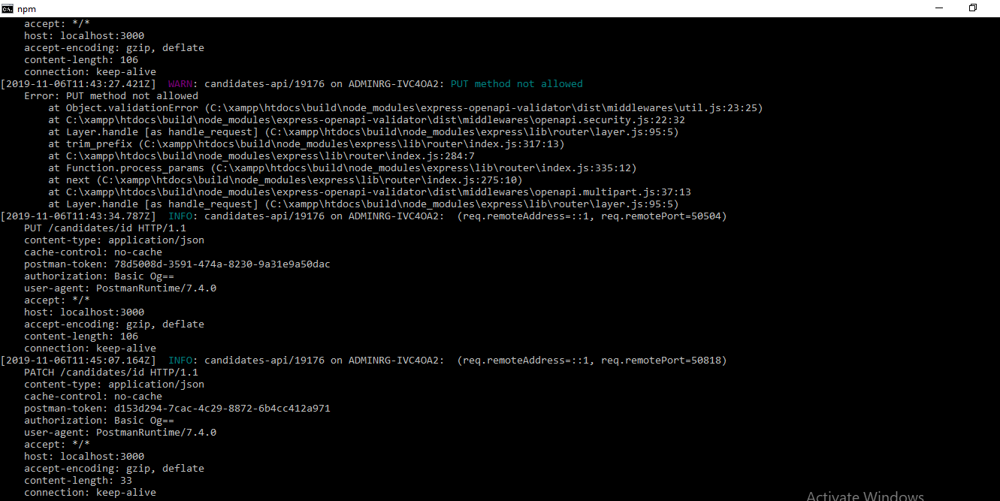 npm
accept: */*
host: localhost:3000
accept-encoding: gzip, deflate
content-length: 106
connection: keep-alive
[2019-11-06T11:43:27.421Z]  WARN: candidates-api/19176 on ADMINRG-IVC4OA2: PUT method not allowed
Error: PUT method not allowed
at Object.validationError (C:\xampp\htdocs\build\node_modules\express-openapi-validator\dist\middlewares\util.js:23:25)
at C:\xampp\htdocs\build\node_modules\express-openapi-validator\dist\middlewares\openapi.security.js:22:32
at Layer.handle [as handle_request] (C:\xampp\htdocs\build\node_modules\express\lib\router\layer.js:95:5)
at trim_prefix (C:\xampp\htdocs\build\node_modules\express\lib\router\index.js:317:13)
at C:\xampp\htdocs\build\node_modules\express\lib\router\index.js:284:7
at Function.process_params (C:\xampp\htdocs\build\node_modules\express\lib\router\index.js:335:12)
at next (C:\xampp\htdocs\build\node_modules\express\lib\router\index.js:275:10)
at C:\xampp\htdocs\build\node_modules\express-openapi-validator\dist\middlewares\openapi.multipart.js:37:13
at Layer.handle [as handle_request] (C:\xampp\htdocs\build\node_modules\express\lib\router\layer.js:95:5)
[2019-11-06T11:43:34.787Z]  INFO: candidates-api/19176 on ADMINRG-IVC4OA2:  (req.remoteAddress=::1, req.remotePort=50504)
PUT /candidates/id HTTP/1.1
content-type: application/json
cache-control: no-cache
postman-token: 78d5008d-3591-474a-8230-9a31e9a50dac
authorization: Basic Og==
user-agent: PostmanRuntime/7.4.0
accept: */*
host: localhost:3000
accept-encoding: gzip, deflate
content-length: 106
connection: keep-alive
[2019-11-06T11:45:07.164Z]  INFO: candidates-api/19176 on ADMINRG-IVC4OA2:  (req.remoteAddress=::1, req.remotePort=50818)
PATCH /candidates/id HTTP/1.1
content-type: application/json
cache-control: no-cache
postman-token: d153d294-7cac-4c29-8872-6b4cc412a971
authorization: Basic Og==
user-agent: PostmanRuntime/7.4.0
accept: */*
host: localhost:3000
accept-encoding: gzip, deflate
content-length: 33
connection: keep-alive
Activate Windows